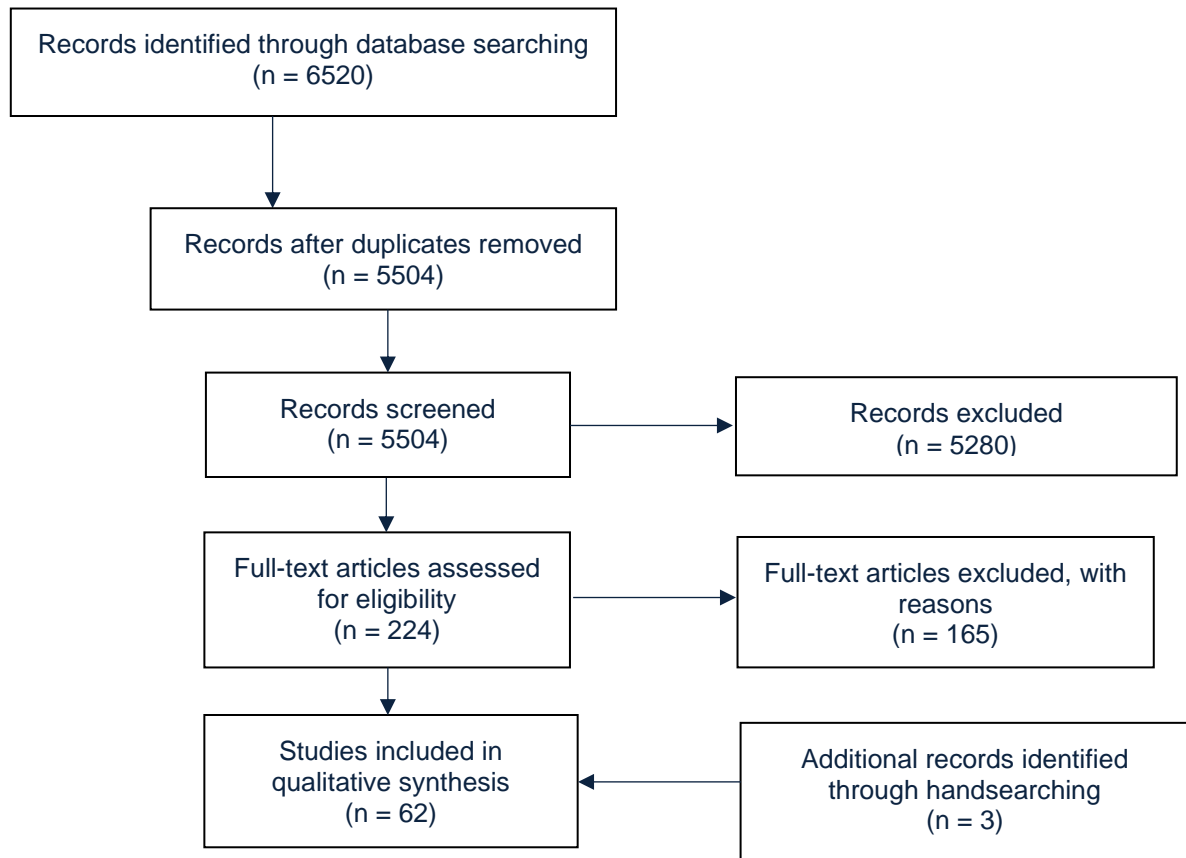 Records identified through database searching
(n = 6520)
Records after duplicates removed
(n = 5504)
Records screened
(n = 5504)
Records excluded
(n = 5280)
Full-text articles assessed
for eligibility
(n = 224)
Full-text articles excluded, with
reasons
(n = 165)
Studies included in
qualitative synthesis
(n = 62)
Additional records identified
through handsearching
(n = 3)